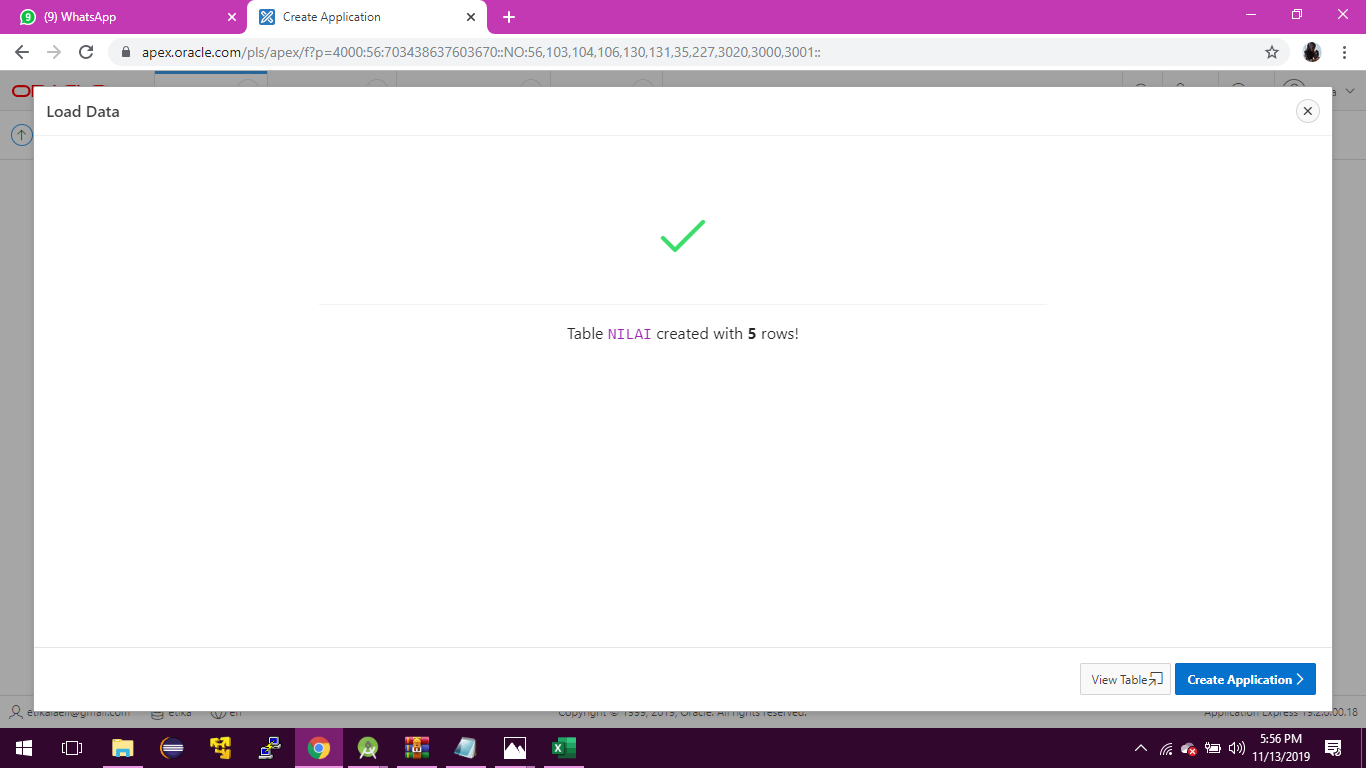 (9) WhatsApp
Create Application
apex.oracle.com/pls/apex/f?p=4000:56:703438637603670::NO:56,103,104,106,130,131,35,227,3020,3000,3001::
Load Data
Table NILAI created with 5 rows!
View Table
Create Application
etikalaeli@gmail.com
etika
en
Copyright © 1999, 2019, Oracle. All rights reserved.
Application Express 19.2.0.00.18
5:56 PM
11/13/2019